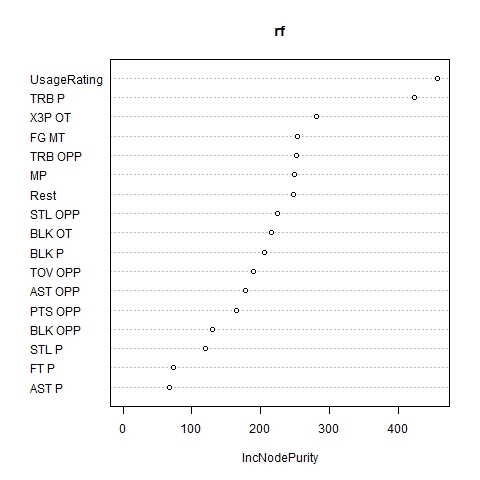 rf
UsageRating
TRB P
X3P OT
FG MT
TRB OPP
MP
Rest
STL OPP
BLK OT
BLK P
TOV OPP
AST OPP
PTS OPP
BLK OPP
STL P
FT P
AST P
0 100 200 300 400
IncNodePurity